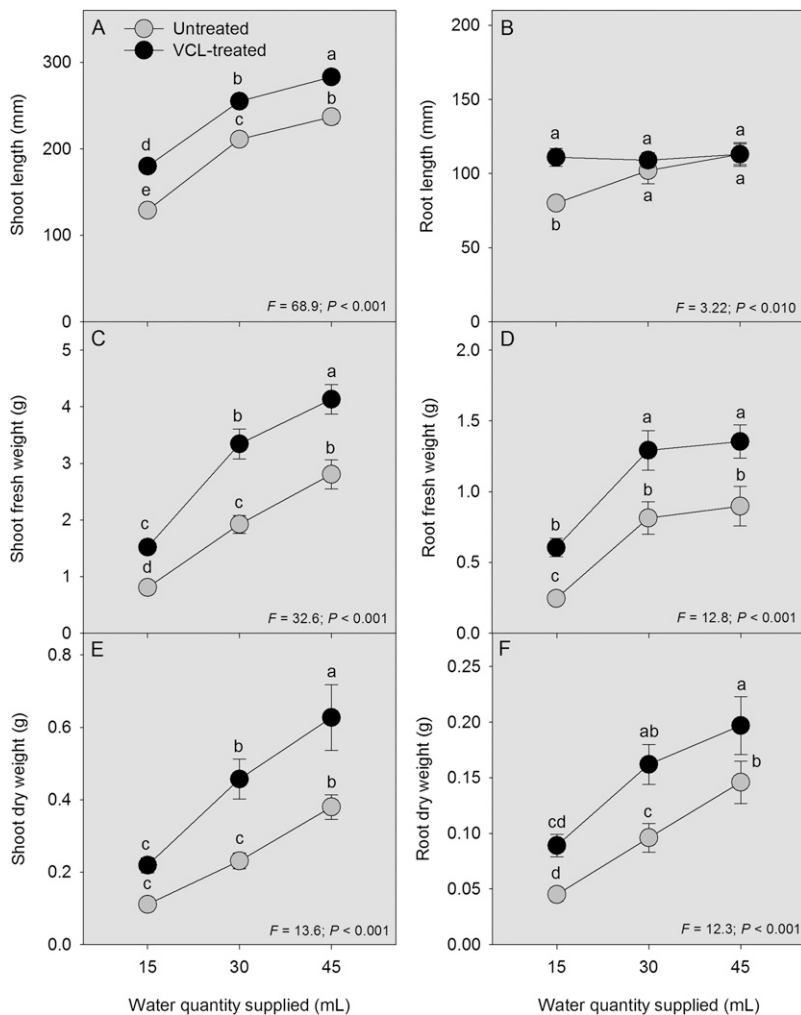 A
Untreated
VCL-treated
300
200
100
0
Shoot length (mm)
d
b
a
e
c
b
F = 68.9; P < 0.001
B
200
150
100
50
0
Root length (mm)
a
a
a
b
a
a
F = 3.22; P < 0.010
C
5
4
3
2
1
0
Shoot fresh weight (g)
c
b
a
d
c
b
F = 32.6; P < 0.001
D
2.0
1.5
1.0
0.5
0.0
Root fresh weight (g)
b
a
a
c
b
b
F = 12.8; P < 0.001
E
0.8
0.6
0.4
0.2
0.0
Shoot dry weight (g)
c
b
a
c
c
b
F = 13.6; P < 0.001
15
30
45
Water quantity supplied (mL)
F
0.25
0.20
0.15
0.10
0.05
0.00
Root dry weight (g)
cd
ab
a
d
c
b
F = 12.3; P < 0.001
15
30
45
Water quantity supplied (mL)